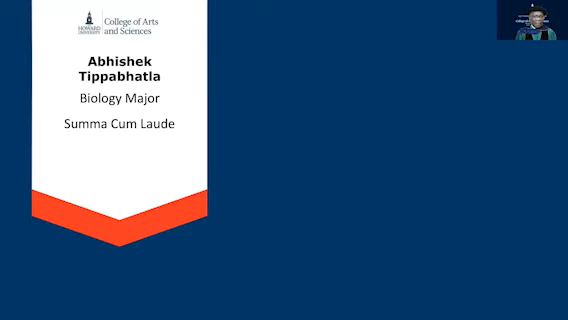 HOWARD
UNIVERSITY
College of Arts
and Sciences
Abhishek
Tippabhatla
Biology Major
Summa Cum Laude